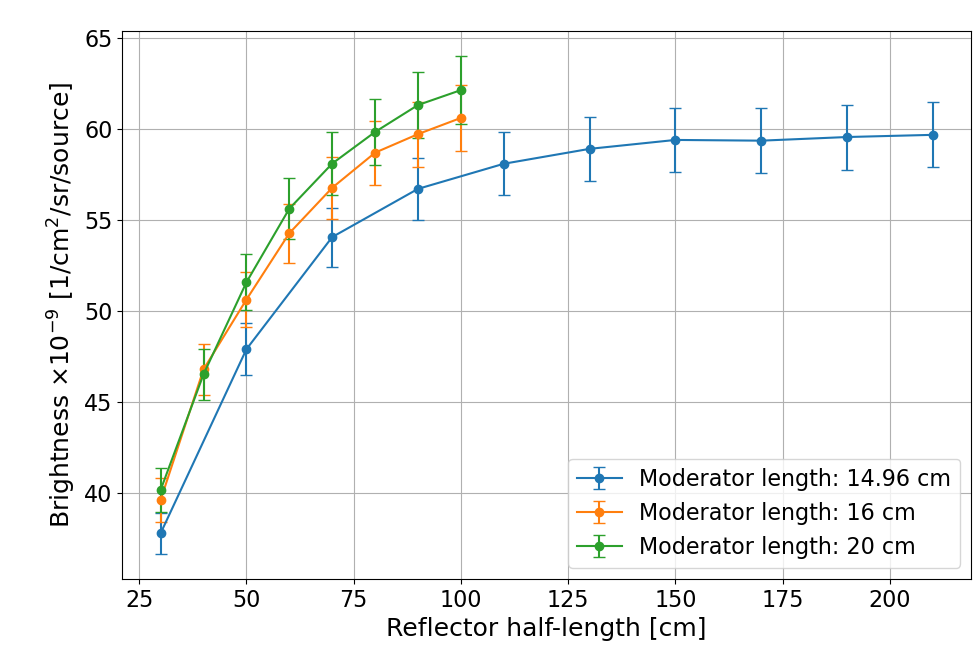 65
60
55
50
45
40
Brightness ×10⁻⁹ [1/cm²/sr/source]
25 50 75 100 125 150 175 200
Reflector half-length [cm]
Moderator length: 14.96 cm
Moderator length: 16 cm
Moderator length: 20 cm